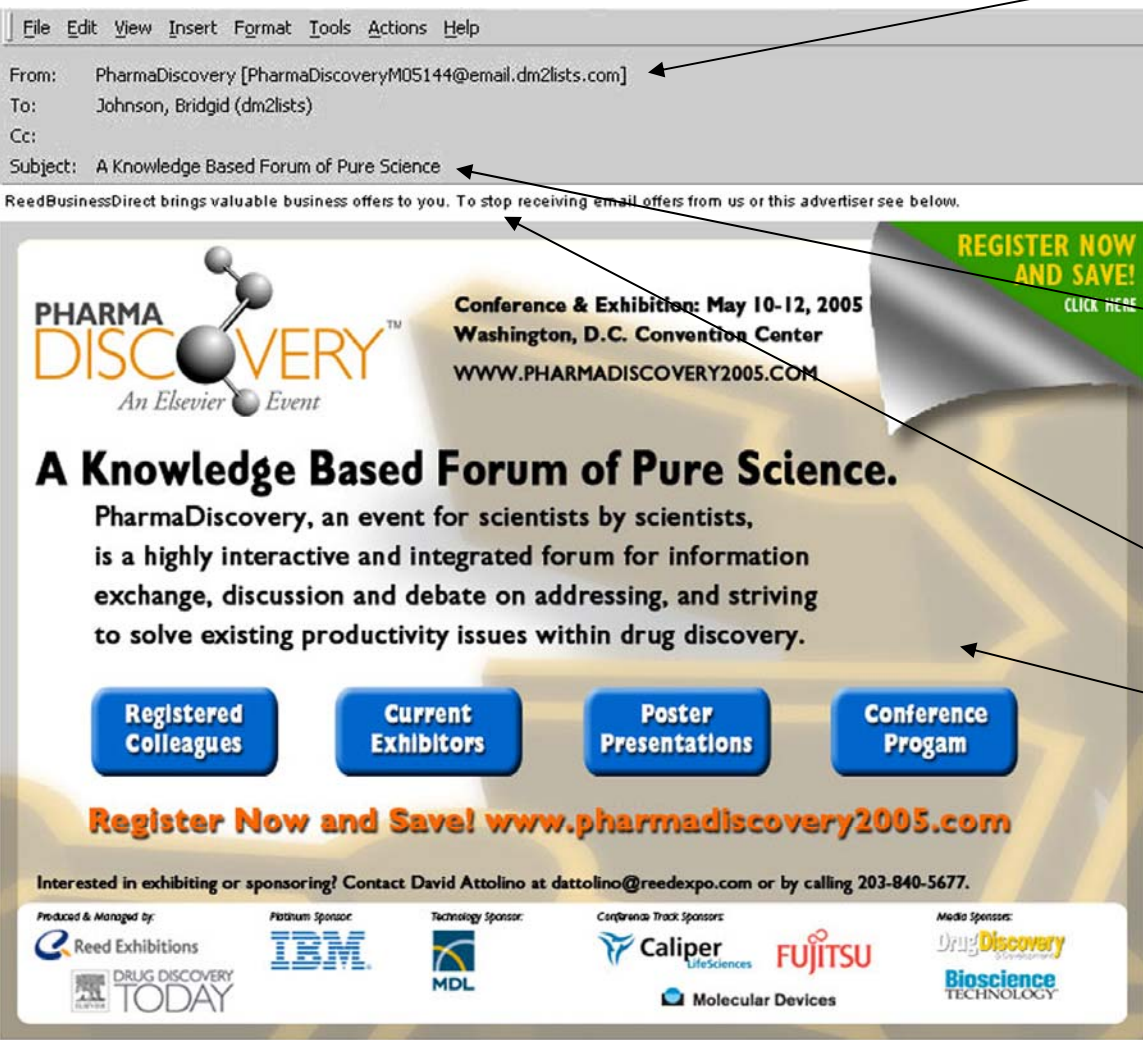 File Edit View Insert Format Tools Actions Help
From: PharmaDiscovery [PharmaDiscoveryM05144@email.dm2lists.com]
To: Johnson, Bridgid (dm2lists)
Cc:
Subject: A Knowledge Based Forum of Pure Science
ReedBusinessDirect brings valuable business offers to you. To stop receiving email offers from us or this advertiser see below.
REGISTER NOW
AND SAVE!
CLICK HERE
PHARMA
DISCOVERY™
An Elsevier Event
Conference & Exhibition: May 10-12, 2005
Washington, D.C. Convention Center
WWW.PHARMADISCOVERY2005.COM
A Knowledge Based Forum of Pure Science.
PharmaDiscovery, an event for scientists by scientists,
is a highly interactive and integrated forum for information
exchange, discussion and debate on addressing, and striving
to solve existing productivity issues within drug discovery.
Registered
Colleagues
Current
Exhibitors
Poster
Presentations
Conference
Progam
Register Now and Save! www.pharmadiscovery2005.com
Interested in exhibiting or sponsoring? Contact David Attolino at dattolino@reedexpo.com or by calling 203-840-5677.
Produced & Managed by:
Reed Exhibitions
ELSEVIER
DRUG DISCOVERY
TODAY
Platinum Sponsor:
IBM.
Technology Sponsor:
MDL
Conference Track Sponsors:
Caliper
LifeSciences
FUJITSU
Molecular Devices
Media Sponsors:
DrugDiscovery
& Development
Bioscience
TECHNOLOGY